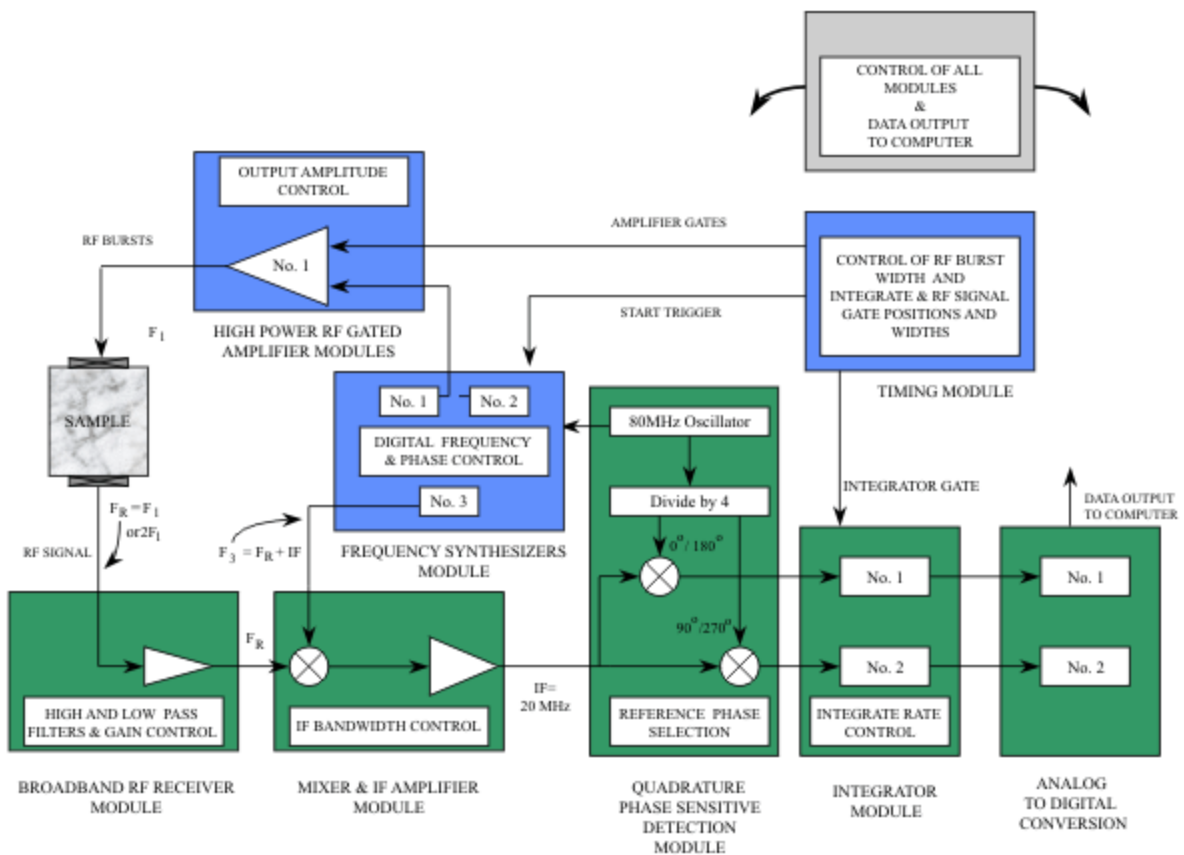 CONTROL OF ALL
MODULES
&
DATA OUTPUT
TO COMPUTER
OUTPUT AMPLITUDE
CONTROL
No. 1
RF BURSTS
AMPLIFIER GATES
START TRIGGER
CONTROL OF RF BURST
WIDTH AND
INTEGRATE & RF SIGNAL
GATE POSITIONS AND
WIDTHS
TIMING MODULE
HIGH POWER RF GATED
AMPLIFIER MODULES
F1
SAMPLE
No. 1
No. 2
DIGITAL FREQUENCY
& PHASE CONTROL
No. 3
FREQUENCY SYNTHESIZERS
MODULE
80MHz Oscillator
Divide by 4
0°/ 180°
90°/270°
INTEGRATOR GATE
DATA OUTPUT
TO COMPUTER
FR = F1
or2F1
RF SIGNAL
F3 = FR + IF
FR
HIGH AND LOW PASS
FILTERS & GAIN CONTROL
IF BANDWIDTH CONTROL
IF=
20 MHz
REFERENCE PHASE
SELECTION
No. 1
No. 2
INTEGRATE RATE
CONTROL
No. 1
No. 2
BROADBAND RF RECEIVER
MODULE
MIXER & IF AMPLIFIER
MODULE
QUADRATURE
PHASE SENSITIVE
DETECTION
MODULE
INTEGRATOR
MODULE
ANALOG
TO DIGITAL
CONVERSION